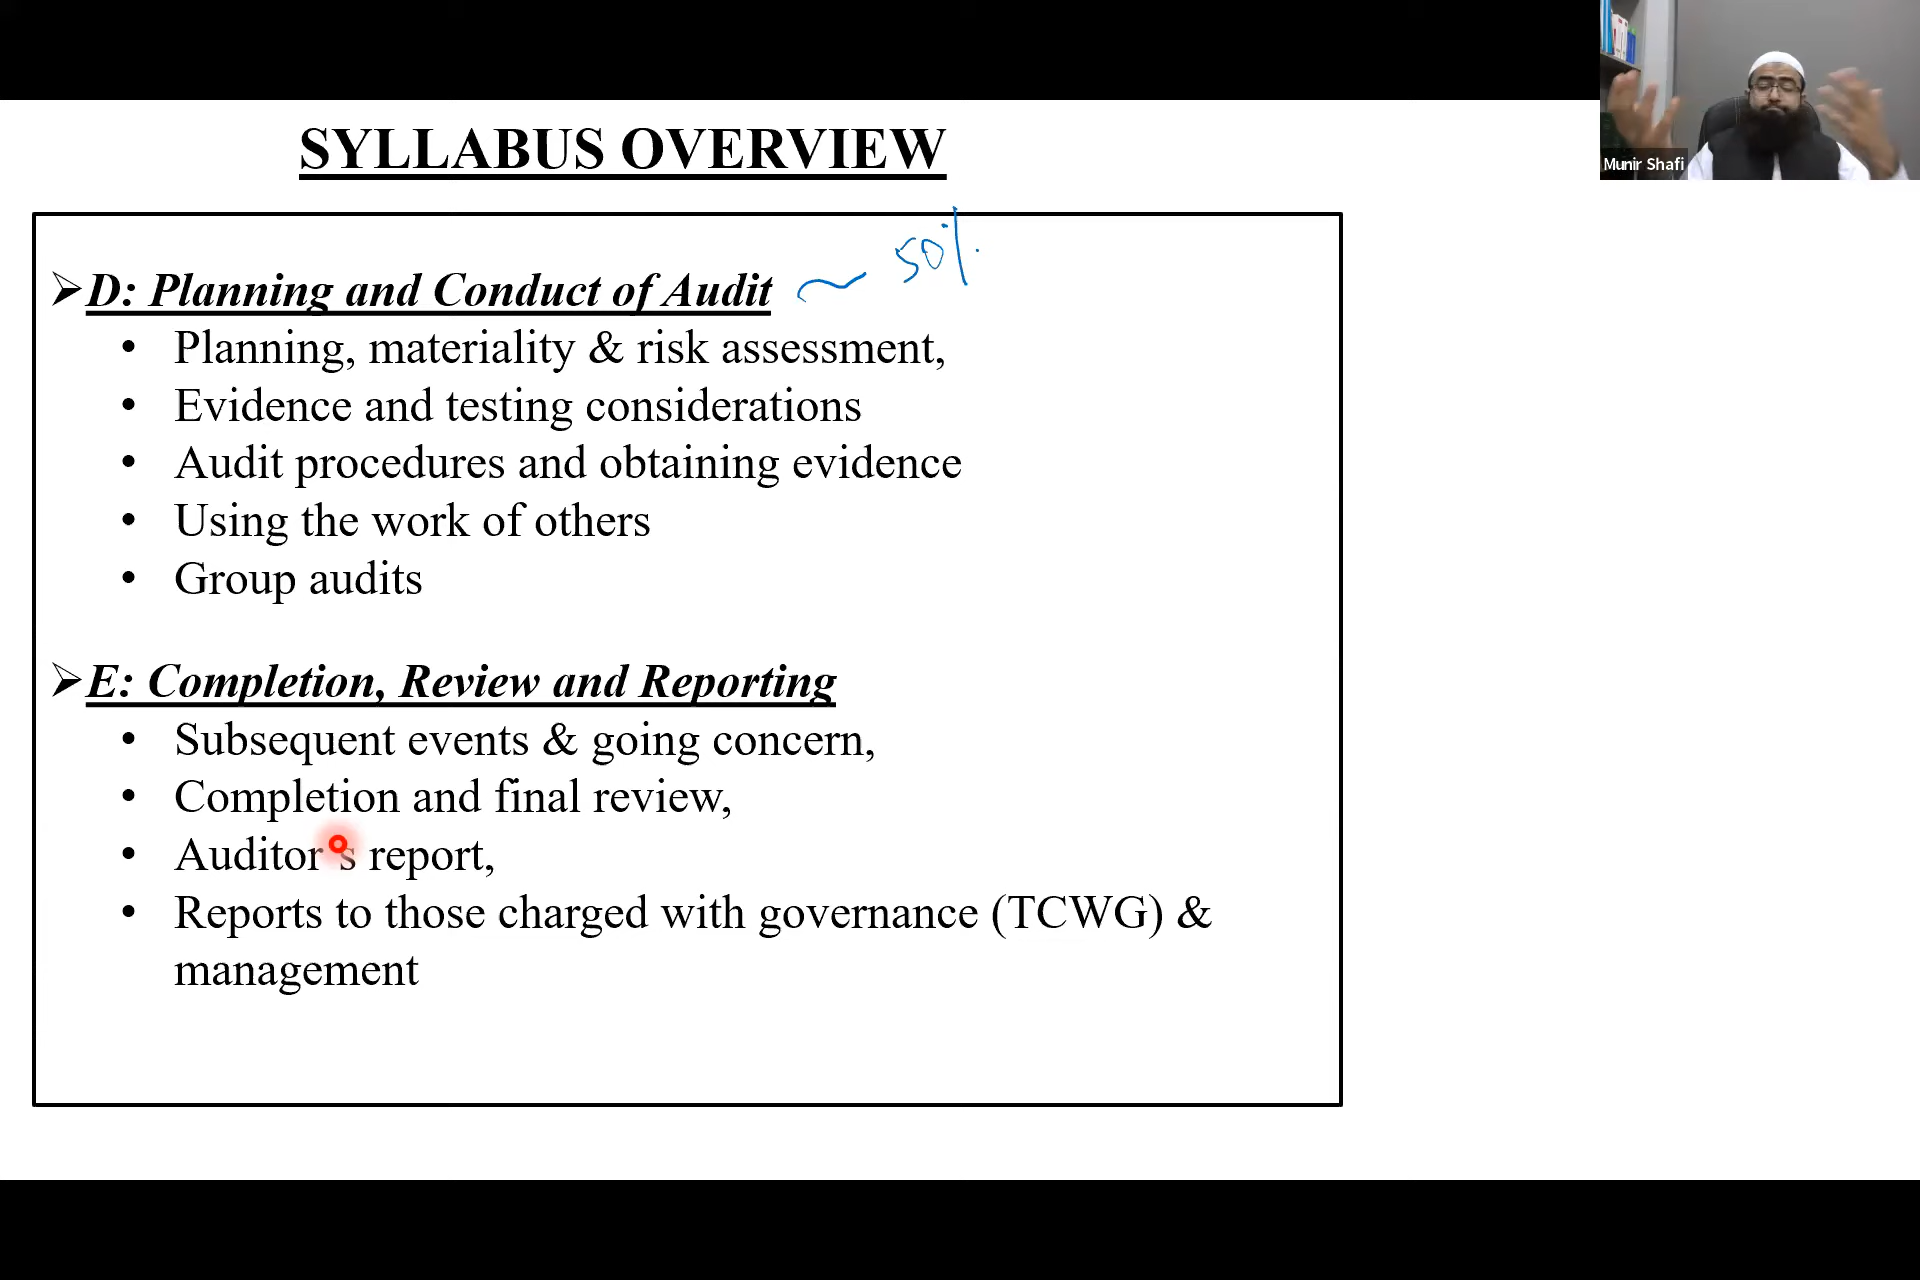 SYLLABUS OVERVIEW
Munir Shafi
➢D: Planning and Conduct of Audit ~ 50%
• Planning, materiality & risk assessment,
• Evidence and testing considerations
• Audit procedures and obtaining evidence
• Using the work of others
• Group audits
➢E: Completion, Review and Reporting
• Subsequent events & going concern,
• Completion and final review,
• Auditor's report,
• Reports to those charged with governance (TCWG) &
management